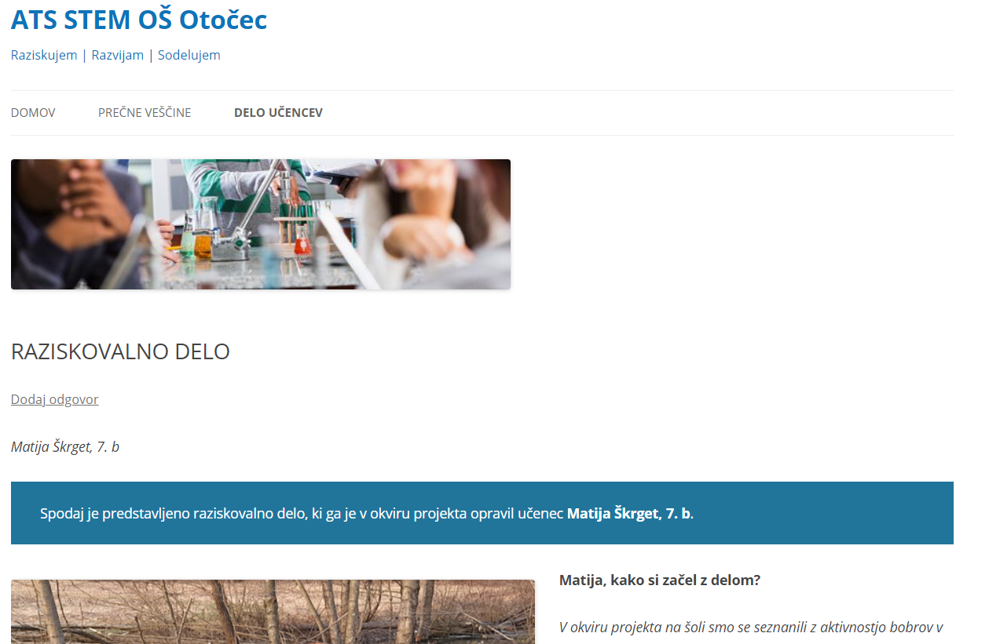 ATS STEM OŠ Otočec
Raziskujem | Razvijam | Sodelujem
DOMOV PREČNE VEŠČINE DELO UČENCEV
RAZISKOVALNO DELO
Dodaj odgovor
Matija Škrget, 7. b
Spodaj je predstavljeno raziskovalno delo, ki ga je v okviru projekta opravil učenec Matija Škrget, 7. b.
Matija, kako si začel z delom?
V okviru projekta na šoli smo se seznanili z aktivnostjo bobrov v